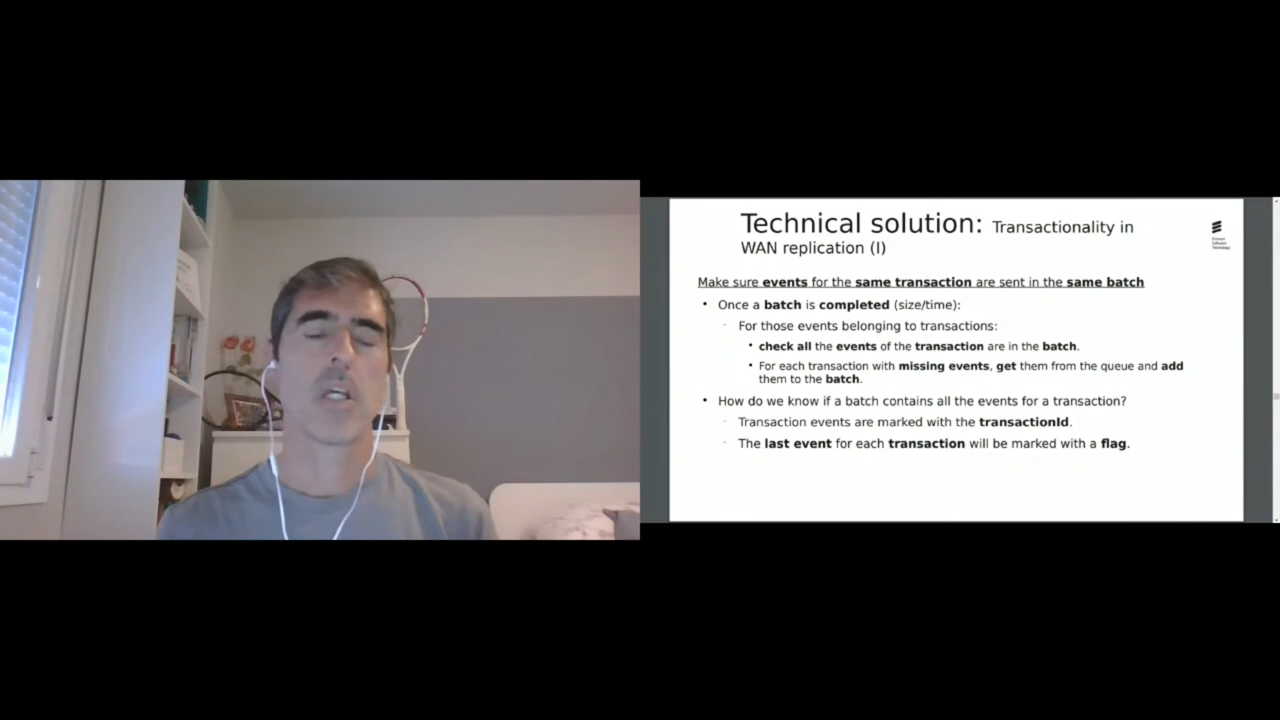 Technical solution: Transactionality in
WAN replication (I)
Make sure events for the same transaction are sent in the same batch
• Once a batch is completed (size/time):
- For those events belonging to transactions:
• check all the events of the transaction are in the batch.
• For each transaction with missing events, get them from the queue and add
them to the batch.
• How do we know if a batch contains all the events for a transaction?
- Transaction events are marked with the transactionId.
- The last event for each transaction will be marked with a flag.